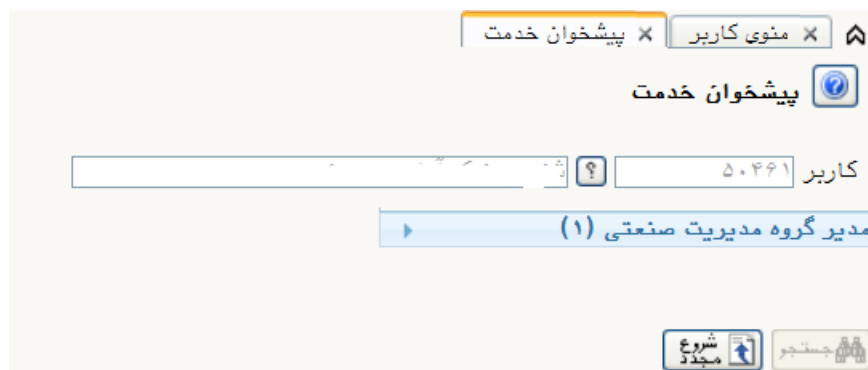 منوی کاربر پیشخوان خدمت
پیشخوان خدمت
کاربر ۵۰۴۶۱ ؟
مدیر گروه مدیریت صنعتی (۱)
جستجو شروع مجدد